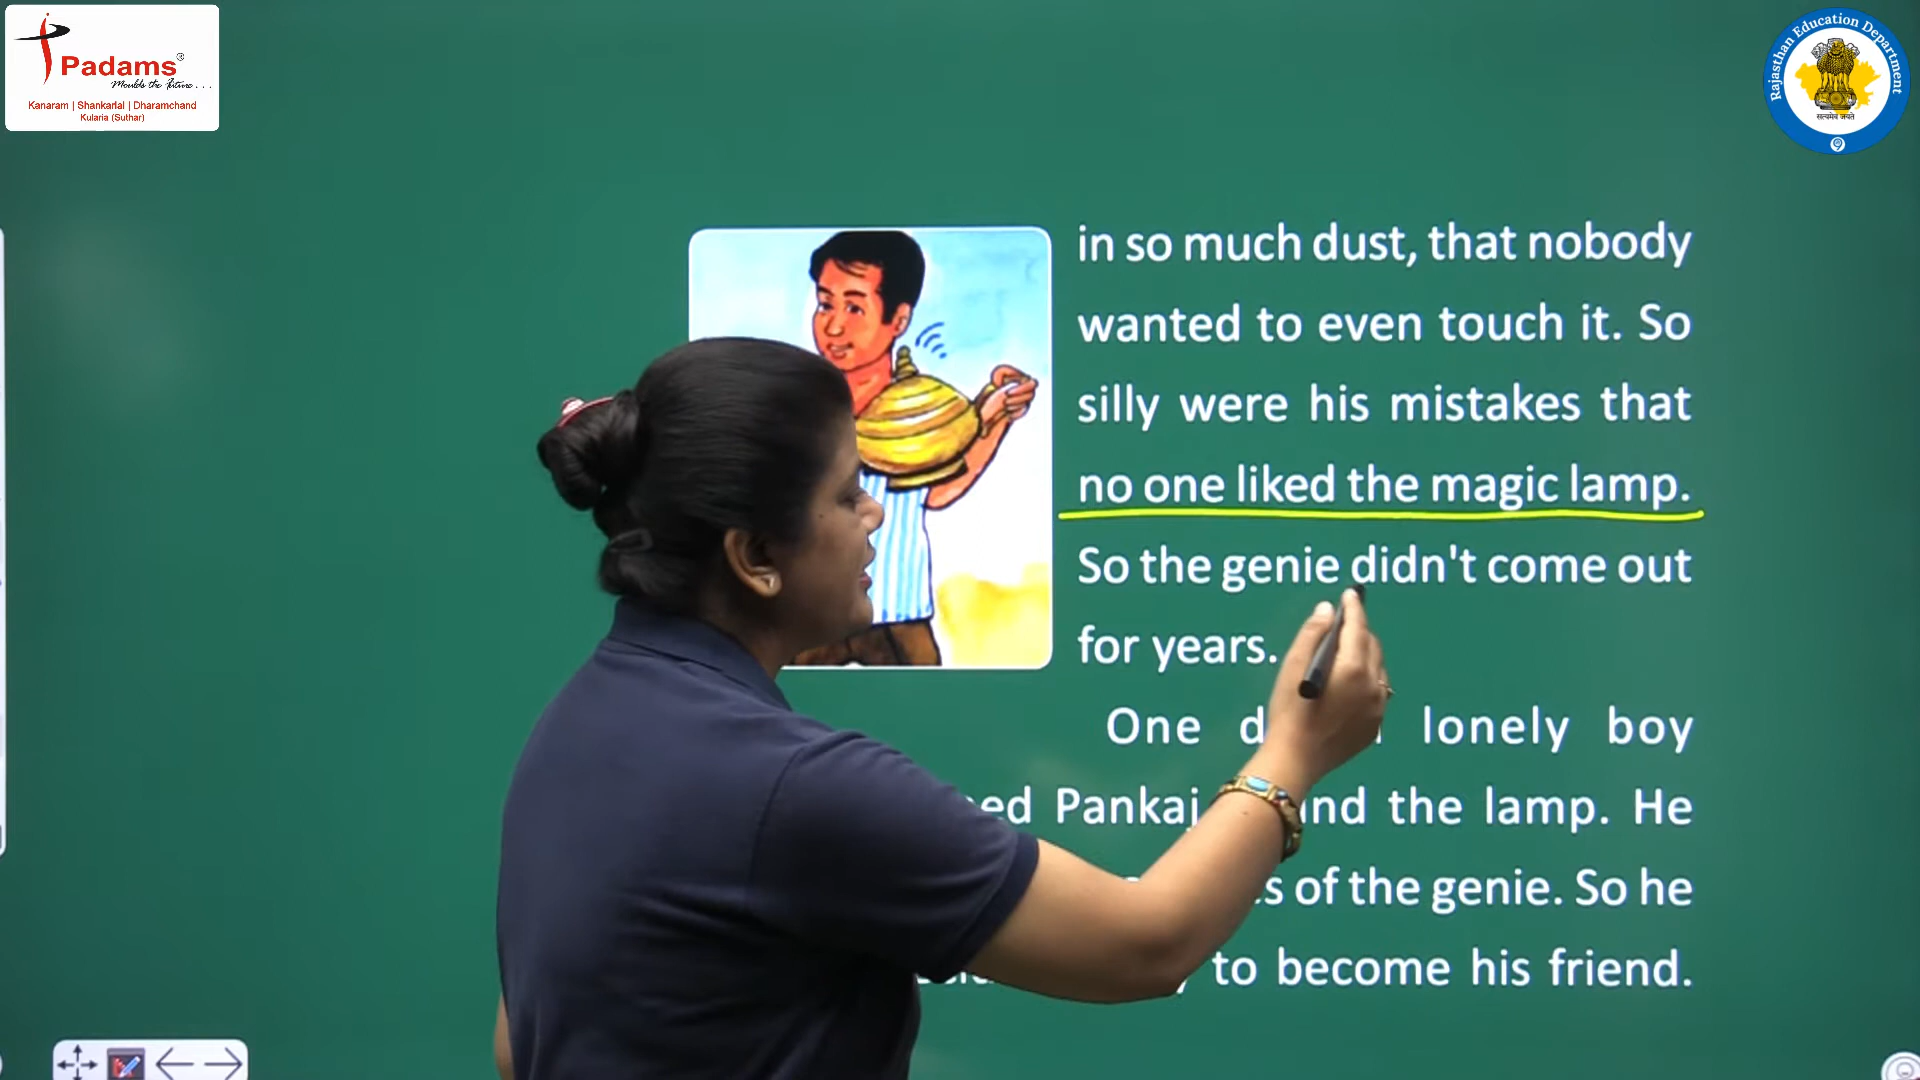 Padams®
Moulds the future...
Kanaram | Shankarlal | Dharamchand
Kularia (Suthar)
Rajasthan Education Department
सत्यमेव जयते
in so much dust, that nobody
wanted to even touch it. So
silly were his mistakes that
no one liked the magic lamp.
So the genie didn't come out
for years.
One lonely boy
Pankaj the lamp. He
of the genie. So he
to become his friend.